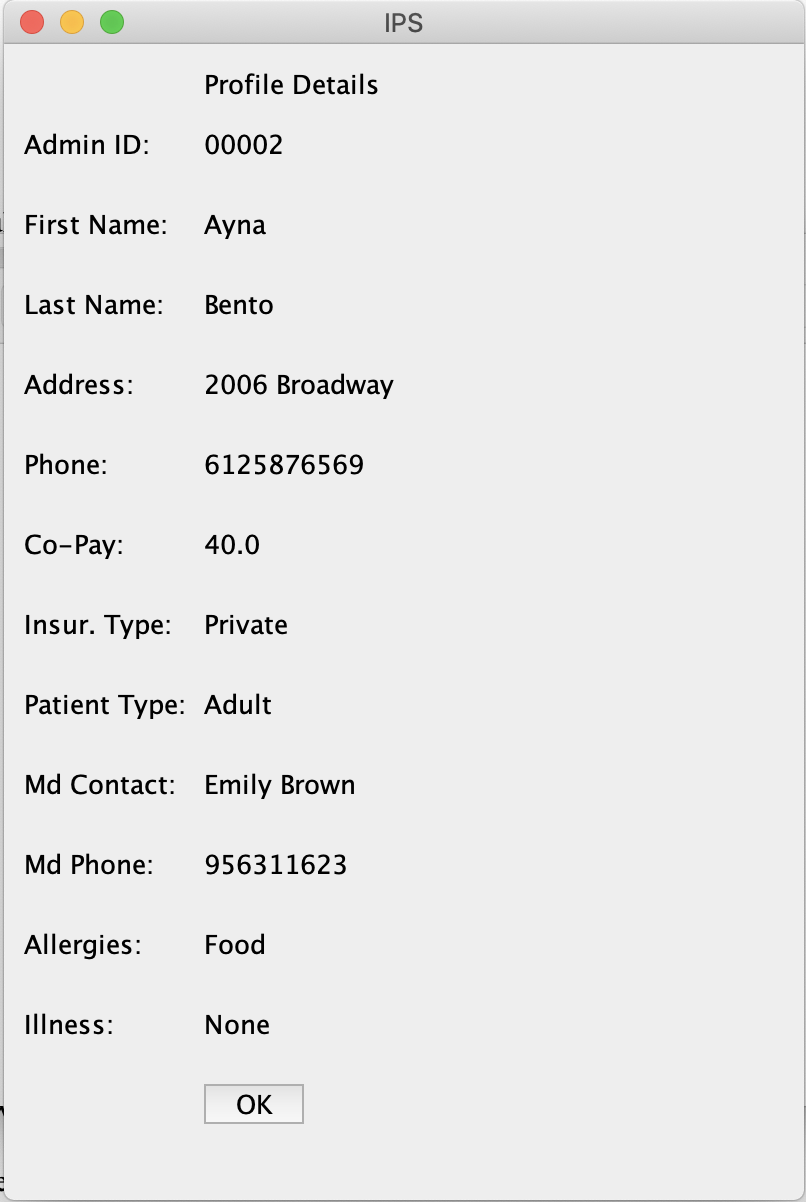 IPS
Profile Details
Admin ID: 00002
First Name: Ayna
Last Name: Bento
Address: 2006 Broadway
Phone: 6125876569
Co-Pay: 40.0
Insur. Type: Private
Patient Type: Adult
Md Contact: Emily Brown
Md Phone: 956311623
Allergies: Food
Illness: None
OK